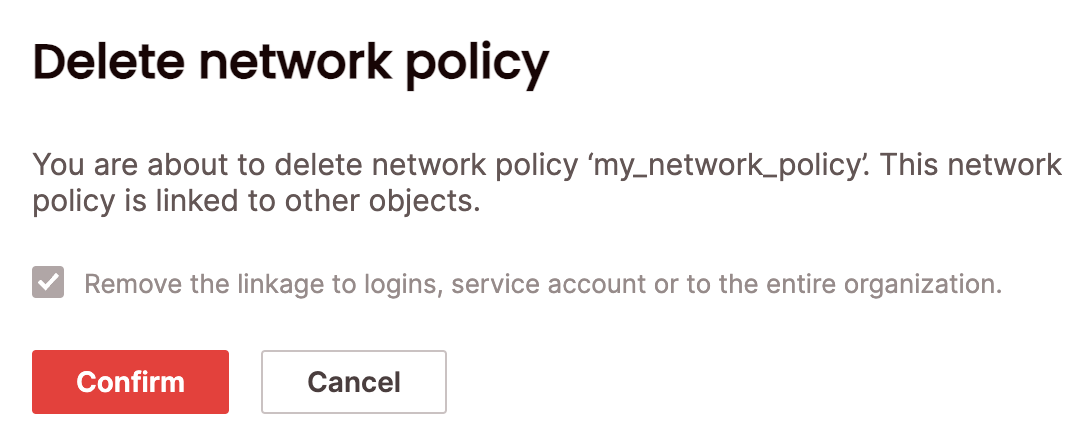 Delete network policy
You are about to delete network policy ‘my_network_policy’. This network
policy is linked to other objects.
Remove the linkage to logins, service account or to the entire organization.
Confirm
Cancel